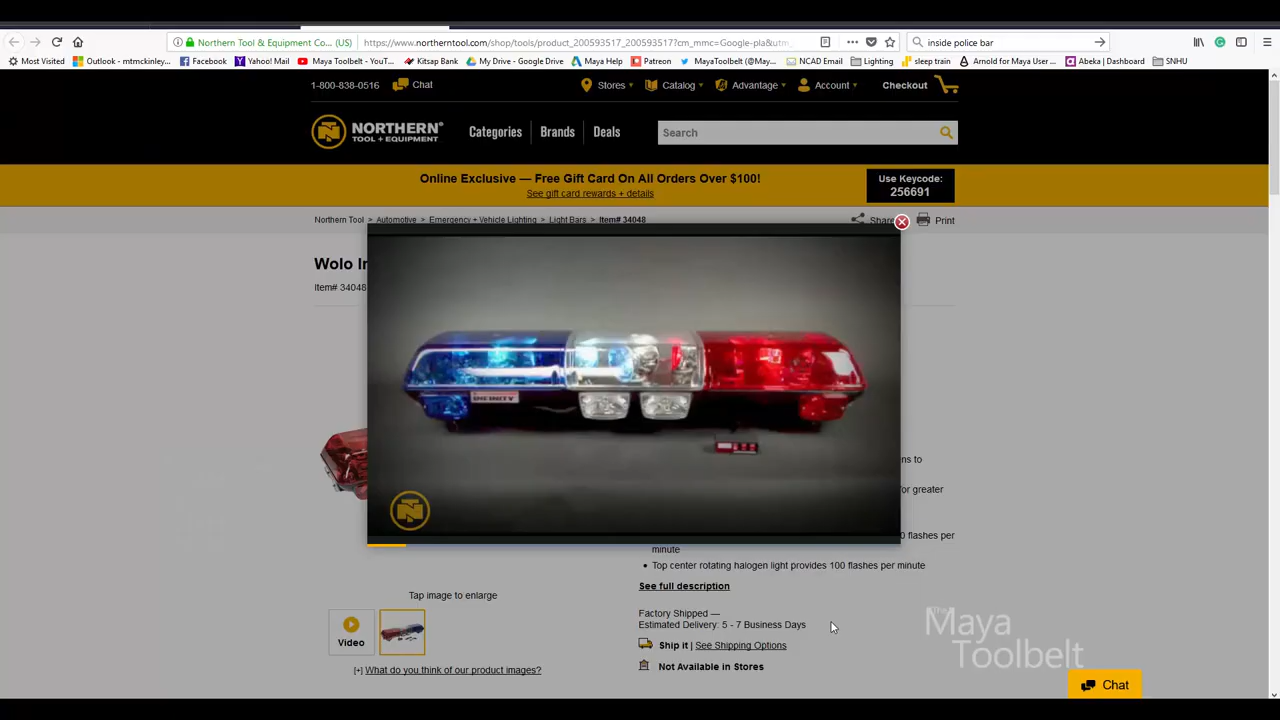 Northern Tool & Equipment Co... (US)
https://www.northerntool.com/shop/tools/product_200593517_200593517?cm_mmc=Google-pla&utm_
inside police bar
Most Visited
Outlook - mtmckinley...
Facebook
Yahoo! Mail
Maya Toolbelt - YouT...
Kitsap Bank
My Drive - Google Drive
Maya Help
Patreon
MayaToolbelt (@May...
NCAD Email
Lighting
sleep train
Arnold for Maya User ...
Abeka | Dashboard
SNHU
1-800-838-0516
Chat
Stores
Catalog
Advantage
Account
Checkout
NORTHERN
TOOL + EQUIPMENT
Categories
Brands
Deals
Search
Online Exclusive — Free Gift Card On All Orders Over $100!
See gift card rewards + details
Use Keycode:
256691
Northern Tool > Automotive > Emergency + Vehicle Lighting > Light Bars > Item# 34048
Share
Print
Wolo
Item# 34048
INFINITY
ns to
for greater
0 flashes per
minute
• Top center rotating halogen light provides 100 flashes per minute
See full description
Tap image to enlarge
Factory Shipped —
Estimated Delivery: 5 - 7 Business Days
Video
Ship it | See Shipping Options
Not Available in Stores
[+] What do you think of our product images?
The
Maya
Toolbelt
Chat